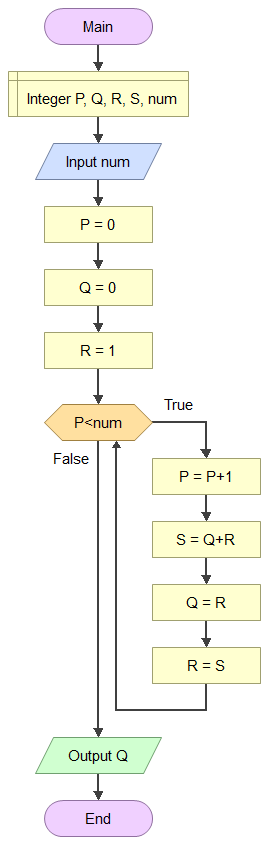 Main
Integer P, Q, R, S, num
Input num
P = 0
Q = 0
R = 1
P<num
True
False
P = P+1
S = Q+R
Q = R
R = S
Output Q
End